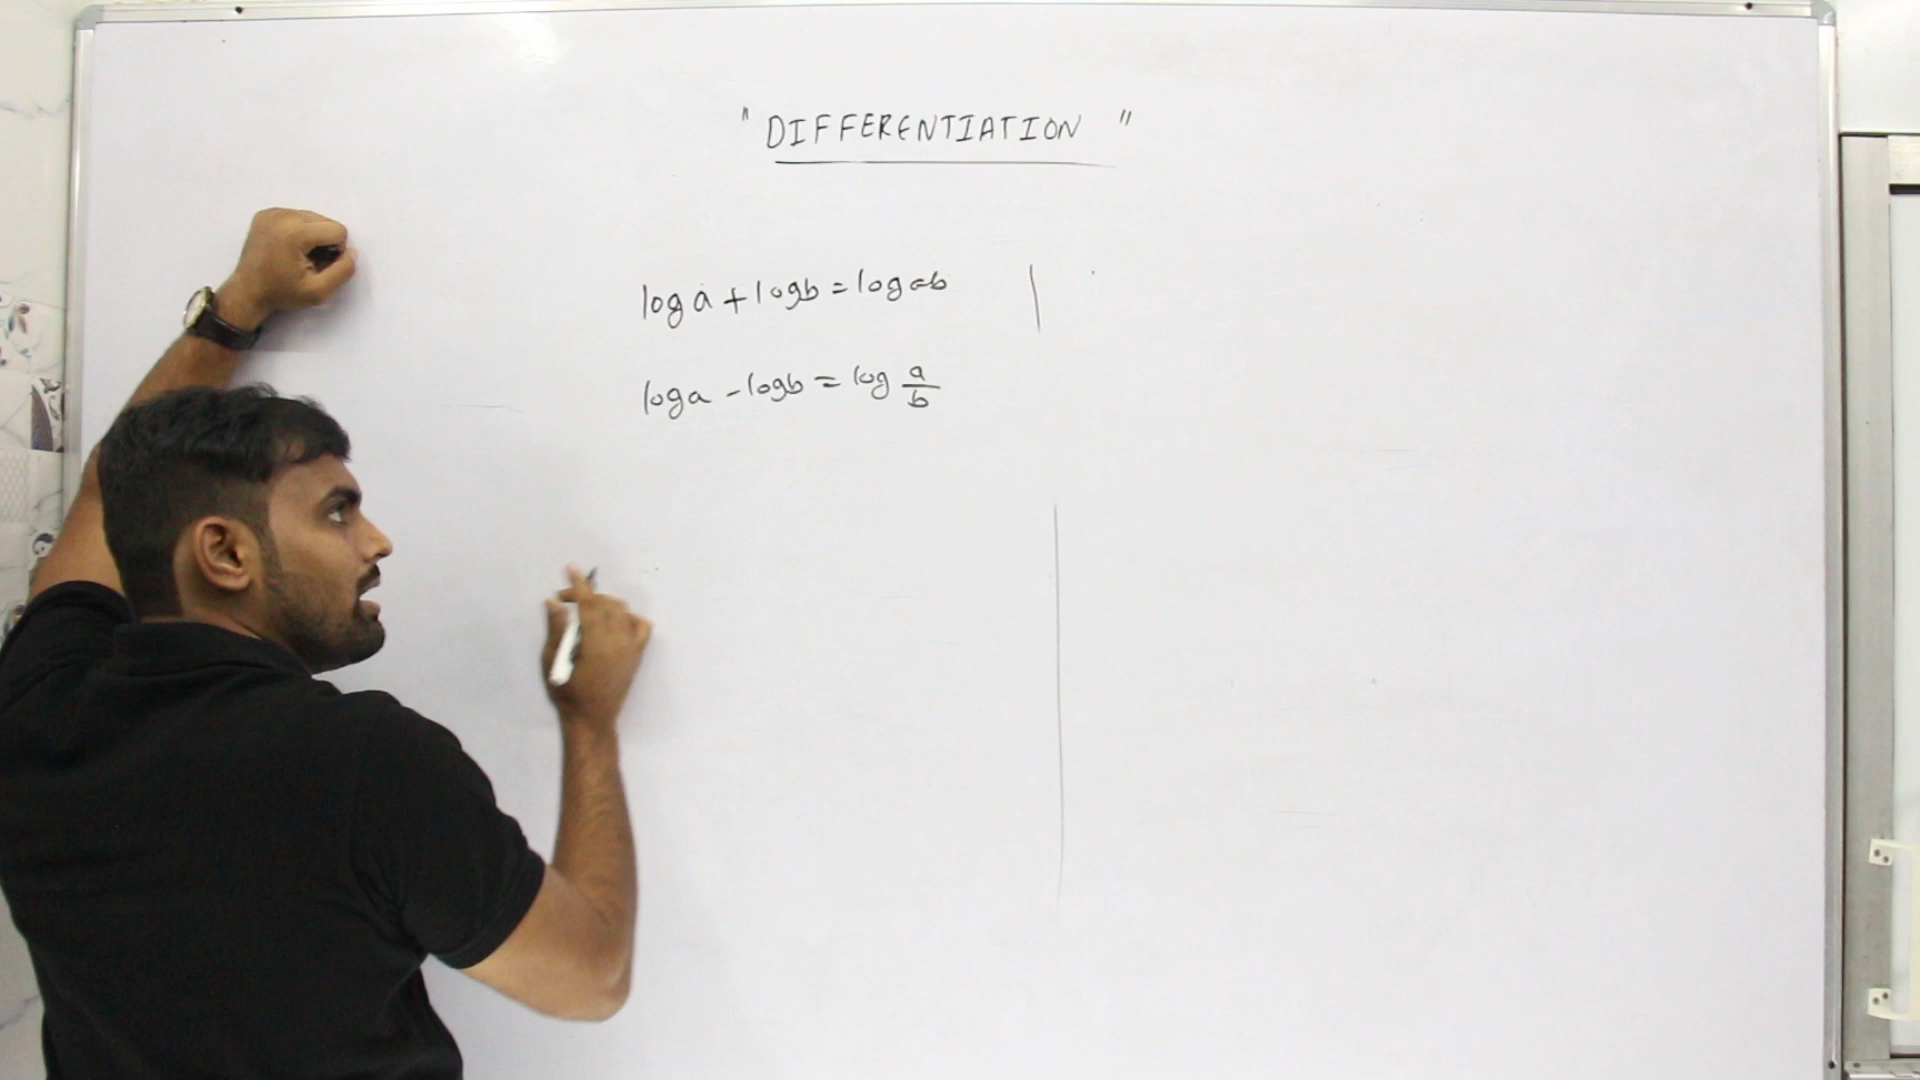 " DIFFERENTIATION "
log a + log b = log ab
log a - log b = log a/b